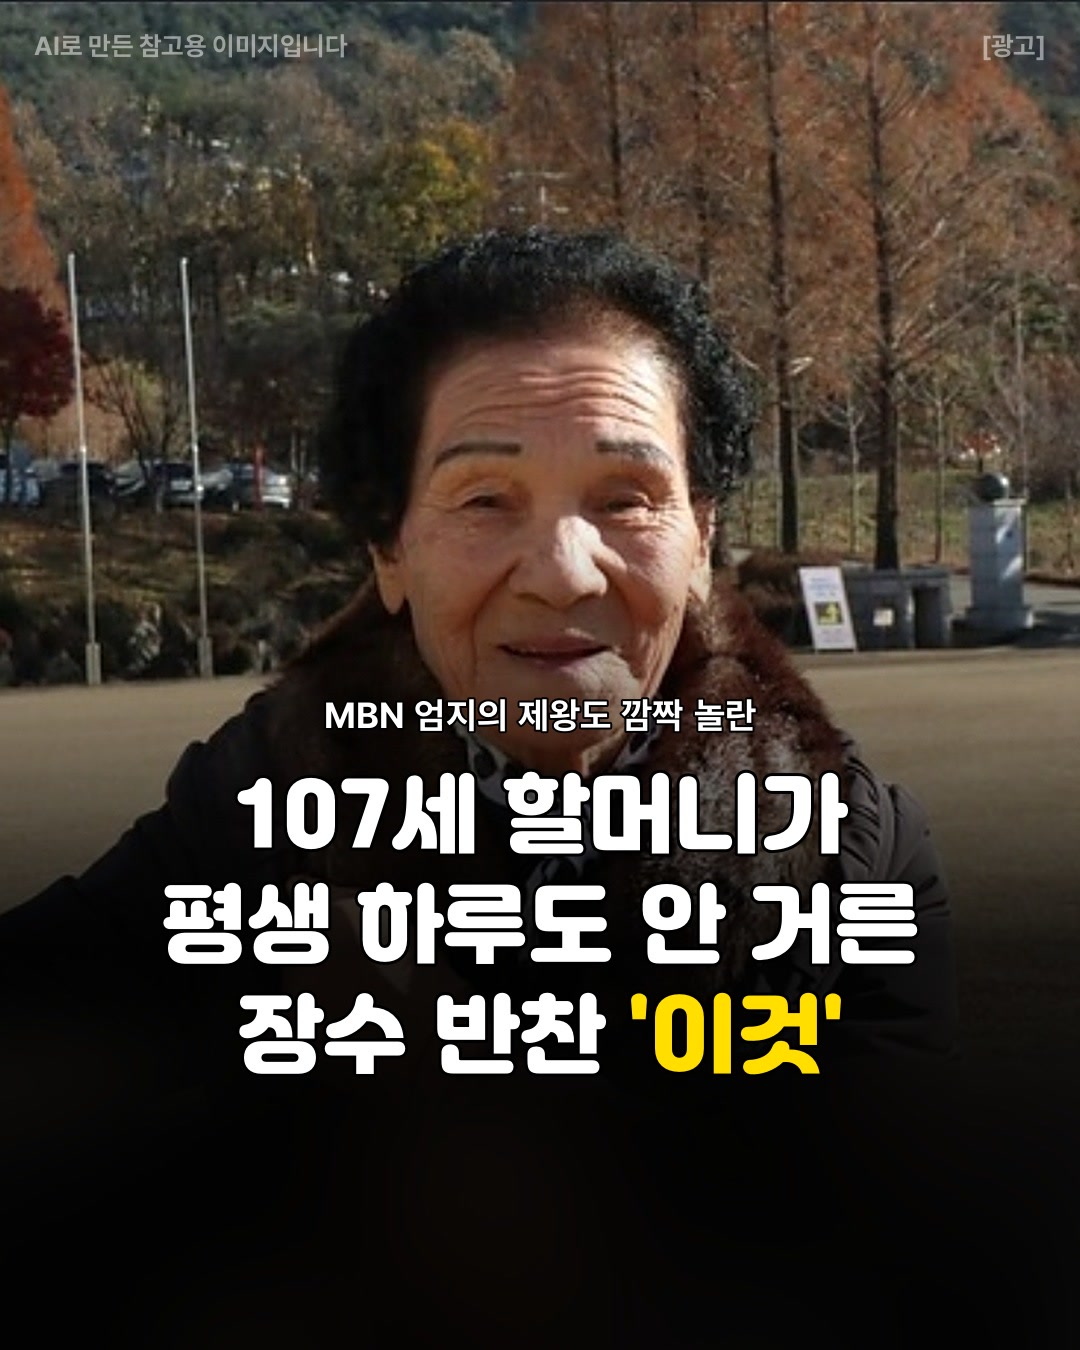 AI로 만든 참고용 이미지입니다
[광고]
MBN 엄지의 제왕도 깜짝 놀란
107세 할머니가
평생 하루도 안 거른
장수 반찬 '이것'